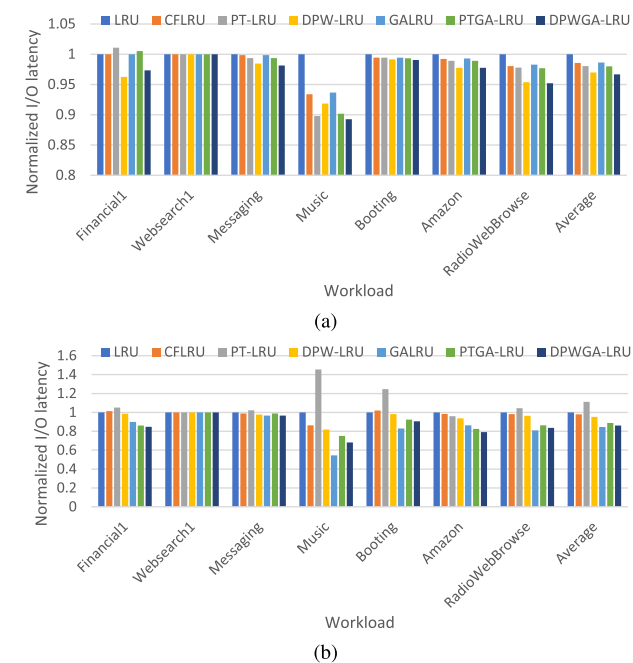 1.05
1
0.95
0.9
0.85
0.8
Normalized I/O latency
LRU CFLRU PT-LRU DPW-LRU GALRU PTGA-LRU DPWGA-LRU
Financial1 Websearch1 Messaging Music Booting Amazon RadioWebBrowse Average
Workload
(a)
1.6
1.4
1.2
1
0.8
0.6
0.4
0.2
0
Normalized I/O latency
LRU CFLRU PT-LRU DPW-LRU GALRU PTGA-LRU DPWGA-LRU
Financial1 Websearch1 Messaging Music Booting Amazon RadioWebBrowse Average
Workload
(b)